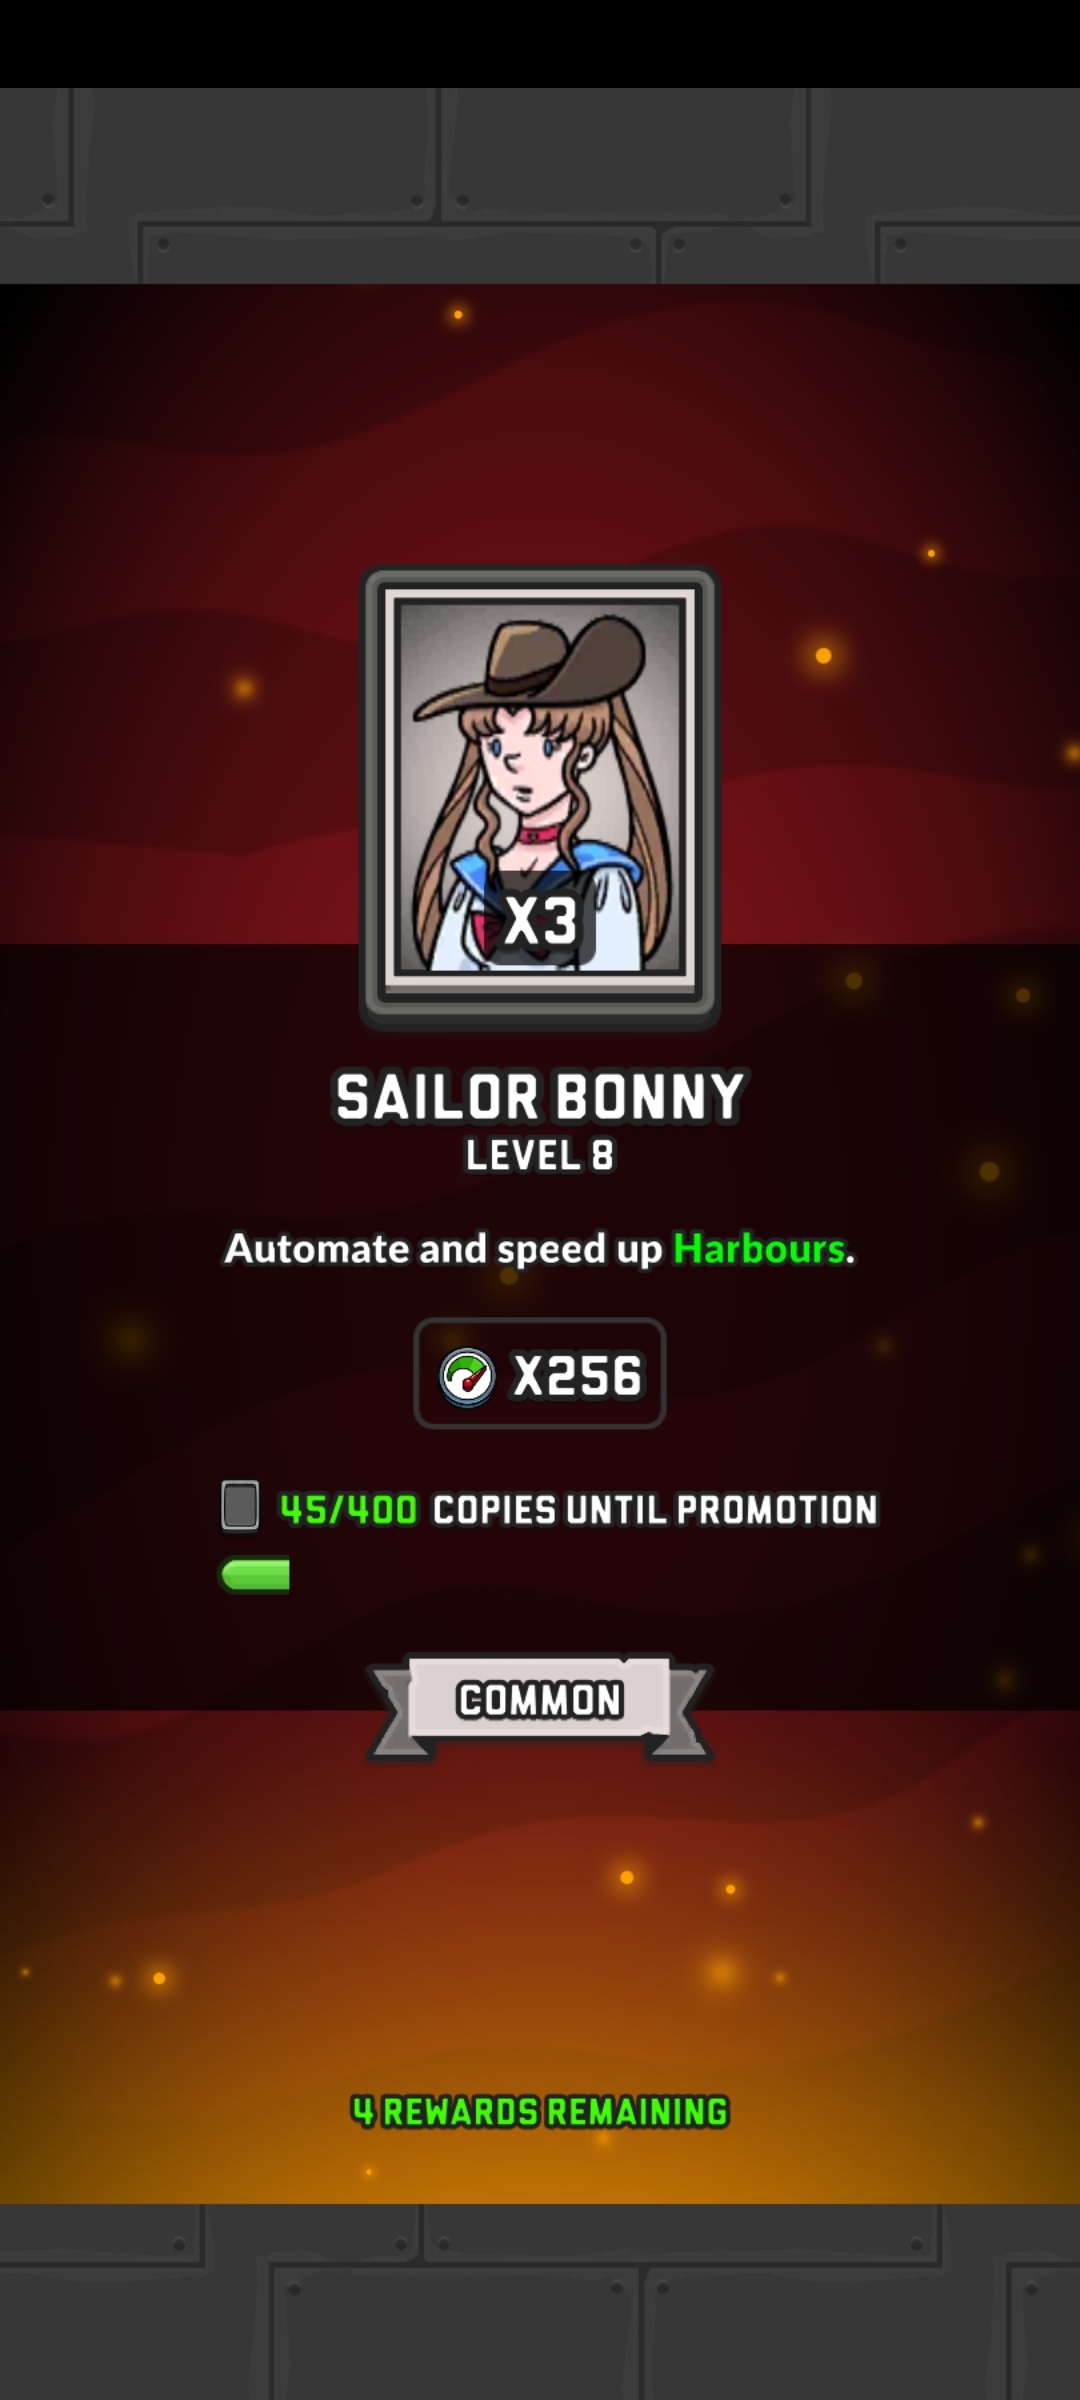 X3
SAILOR BONNY
LEVEL 8
Automate and speed up Harbours.
X256
45/400 COPIES UNTIL PROMOTION
COMMON
4 REWARDS REMAINING